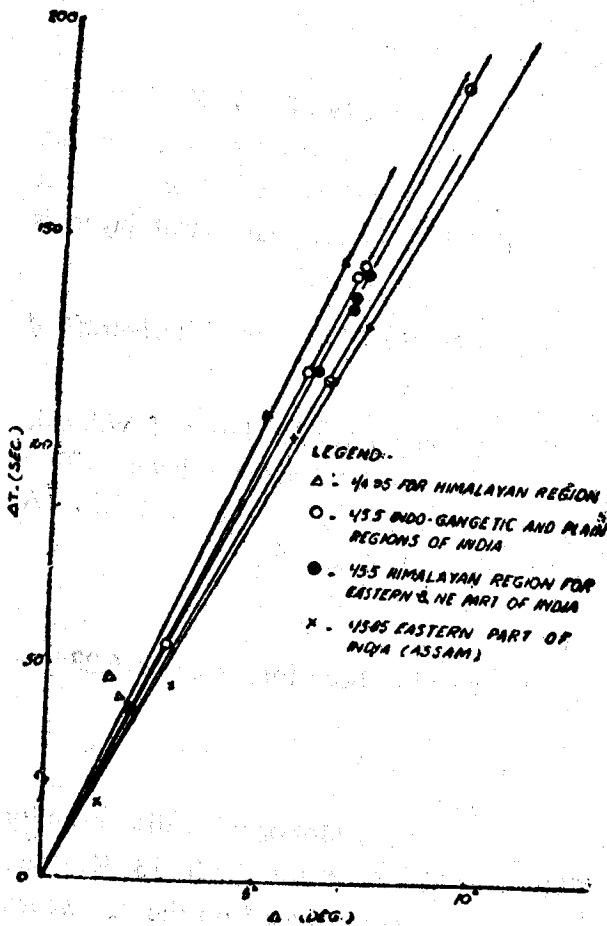 200
150
100
50
0
ΔT. (SEC.)
5°
10°
Δ (DEG.)
LEGEND:-
Δ - FOR HIMALAYAN REGION
O - INDO-GANGETIC AND PLAIN
REGIONS OF INDIA
● - HIMALAYAN REGION FOR
EASTERN & NE PART OF INDIA
x - EASTERN PART OF
INDIA (ASSAM)